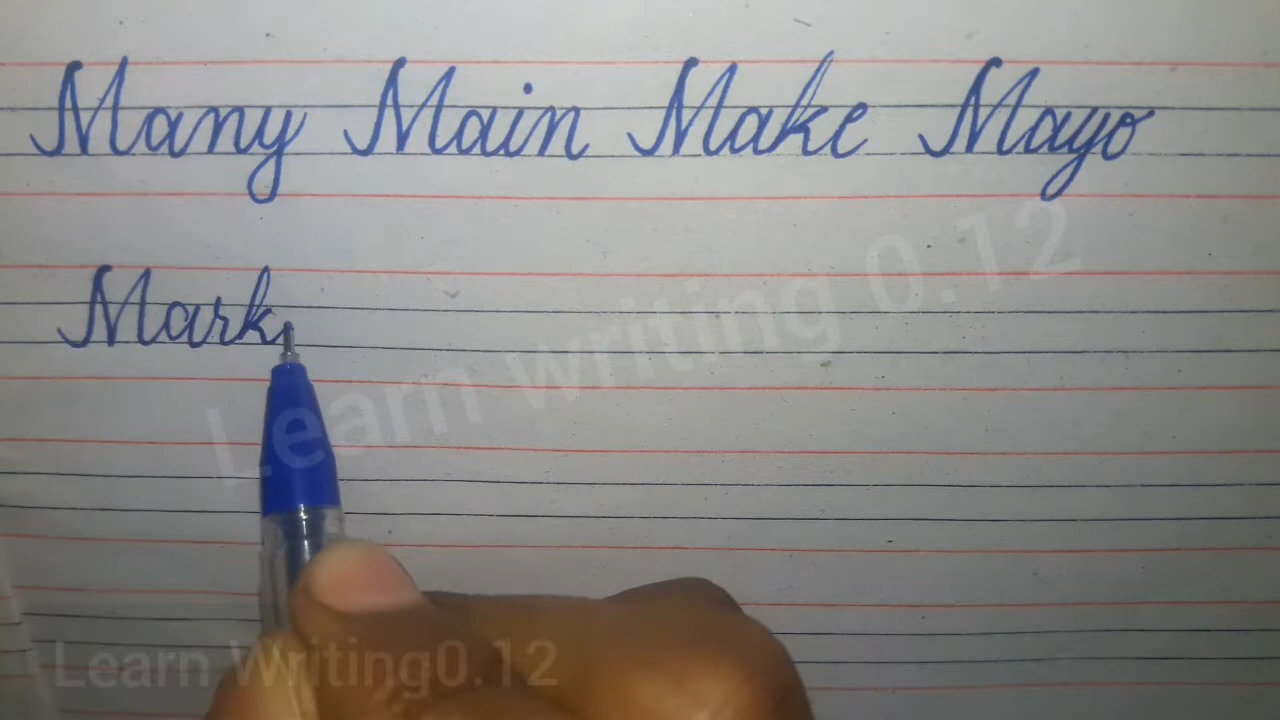 Many Main Make Mayo
Mark
Learn writing 0.12
Learn Writing0.12